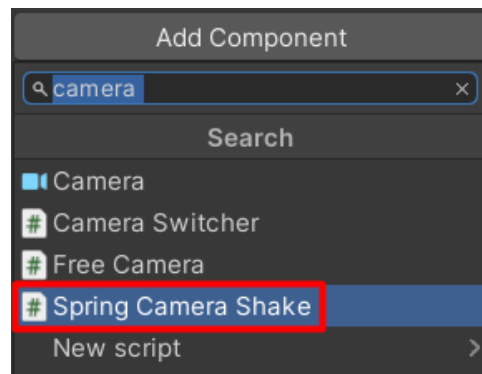 Add Component
camera
Search
Camera
# Camera Switcher
# Free Camera
# Spring Camera Shake
New script